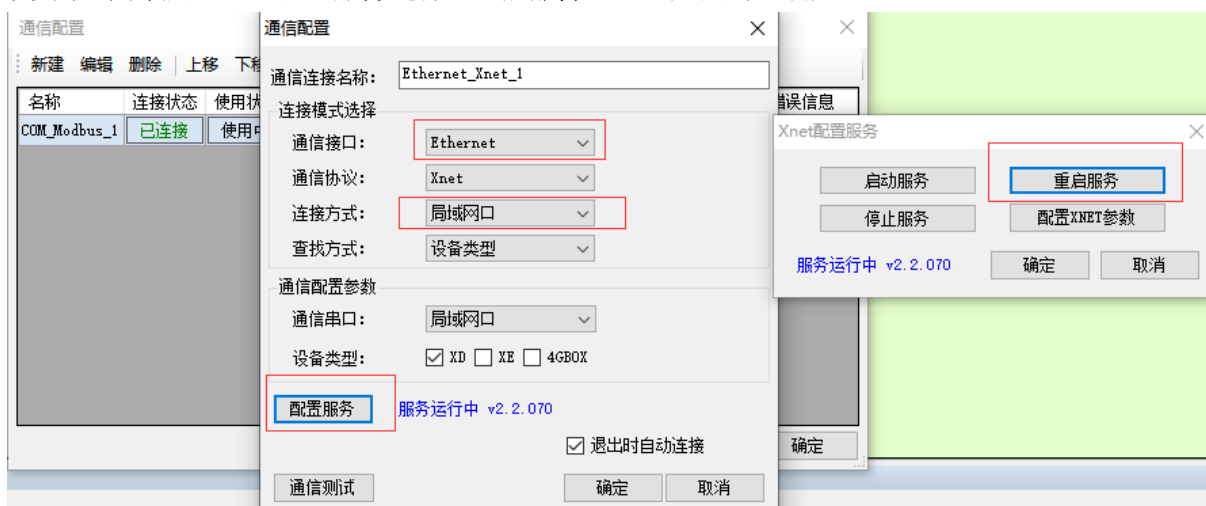 通信配置
新建 编辑 删除 上移 下移
名称 连接状态 使用状
COM_Modbus_1 已连接 使用中
错误信息
确定
通信配置
通信连接名称: Ethernet_Xnet_1
连接模式选择
通信接口: Ethernet
通信协议: Xnet
连接方式: 局域网口
查找方式: 设备类型
通信配置参数
通信串口: 局域网口
设备类型: XD XE 4GBOX
配置服务 服务运行中 v2.2.070
退出时自动连接
通信测试 确定 取消
Xnet配置服务
启动服务 重启服务
停止服务 配置XNET参数
服务运行中 v2.2.070 确定 取消